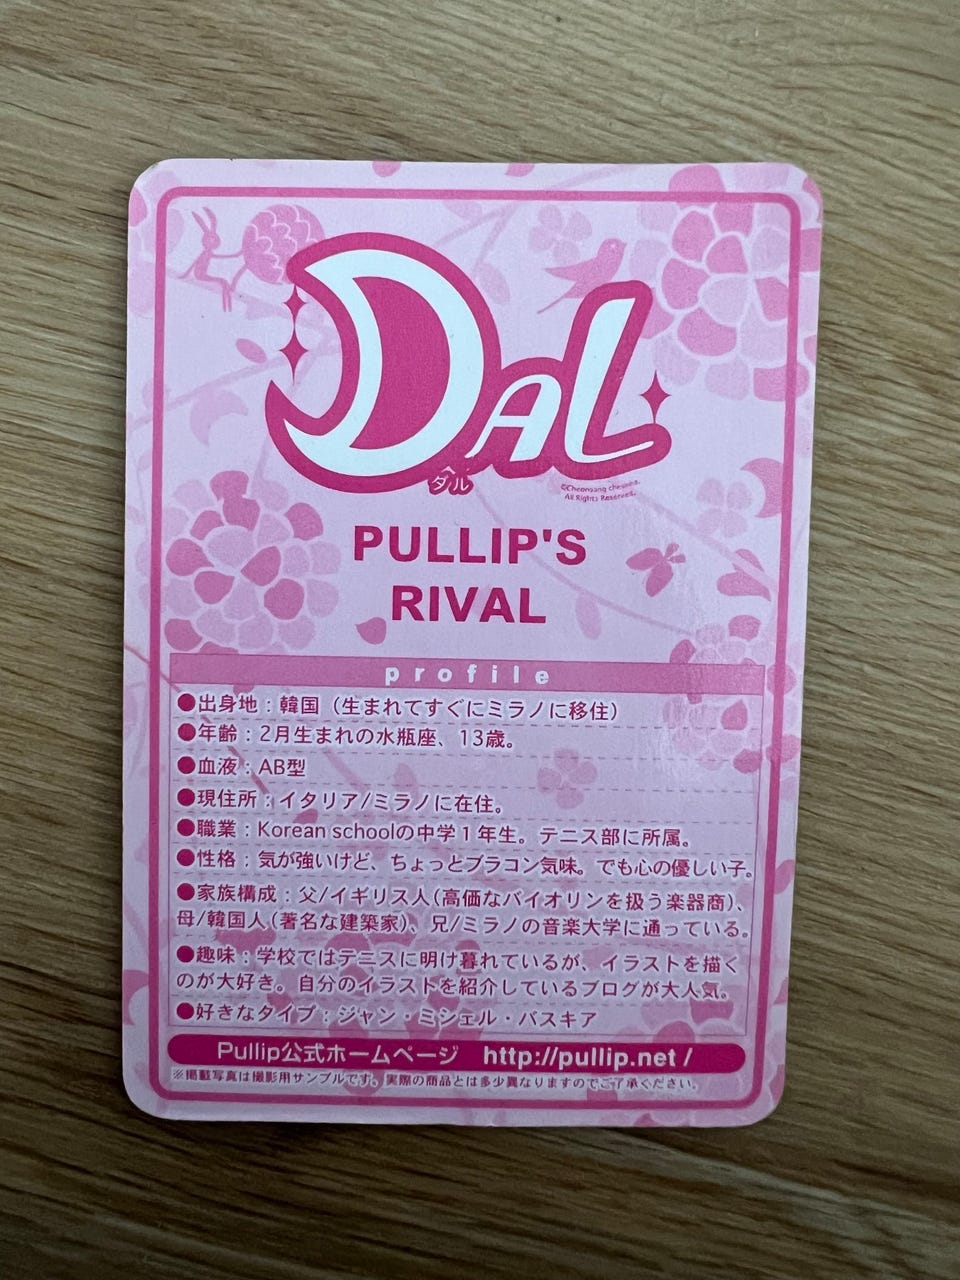 DAL
ダル
©Cheonsang cheonha.
All Rights Reserved.
PULLIP'S
RIVAL
profile
●出身地：韓国（生まれてすぐにミラノに移住）
●年齢：2月生まれの水瓶座、13歳。
●血液：AB型
●現住所：イタリア/ミラノに在住。
●職業：Korean schoolの中学１年生。テニス部に所属。
●性格：気が強いけど、ちょっとブラコン気味。でも心の優しい子。
●家族構成：父/イギリス人(高価なバイオリンを扱う楽器商)、
母/韓国人(著名な建築家)、兄/ミラノの音楽大学に通っている。
●趣味：学校ではテニスに明け暮れているが、イラストを描く
のが大好き。自分のイラストを紹介しているブログが大人気。
●好きなタイプ：ジャン・ミシェル・バスキア
Pullip公式ホームページ http://pullip.net/
※掲載写真は撮影用サンプルです。実際の商品とは多少異なりますのでご了承ください。